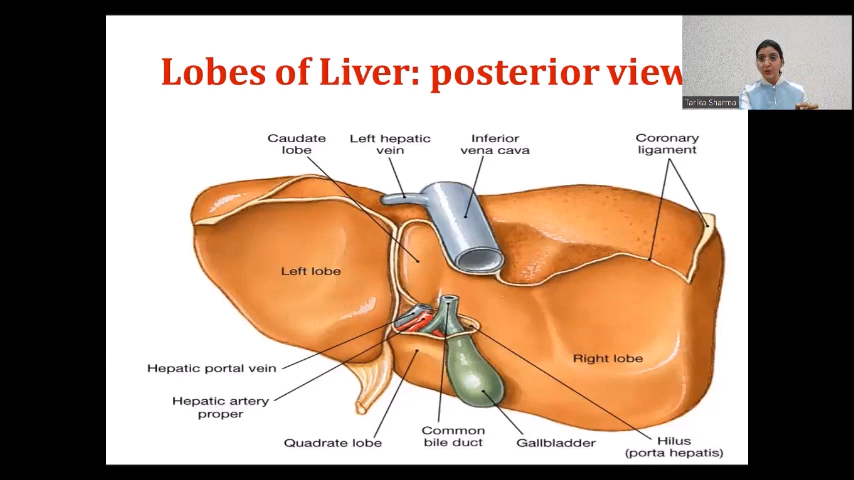 Lobes of Liver: posterior view
Tarika Sharma
Caudate
lobe
Left hepatic
vein
Inferior
vena cava
Coronary
ligament
Left lobe
Right lobe
Hepatic portal vein
Hepatic artery
proper
Quadrate lobe
Common
bile duct
Gallbladder
Hilus
(porta hepatis)